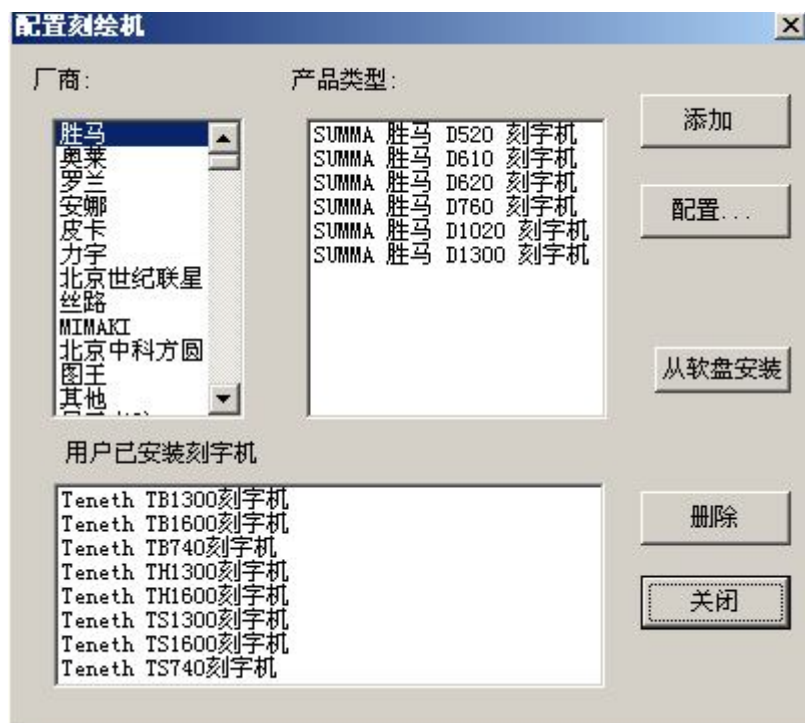 配置刻绘机
厂商:
产品类型:
胜马
奥莱
罗兰
安娜
皮卡
力宇
北京世纪联星
丝路
MIMAKI
北京中科方圆
图王
其他
SUMMA 胜马 D520 刻字机
SUMMA 胜马 D610 刻字机
SUMMA 胜马 D620 刻字机
SUMMA 胜马 D760 刻字机
SUMMA 胜马 D1020 刻字机
SUMMA 胜马 D1300 刻字机
添加
配置...
从软盘安装
用户已安装刻字机
Teneth TB1300刻字机
Teneth TB1600刻字机
Teneth TB740刻字机
Teneth TH1300刻字机
Teneth TH1600刻字机
Teneth TS1300刻字机
Teneth TS1600刻字机
Teneth TS740刻字机
删除
关闭